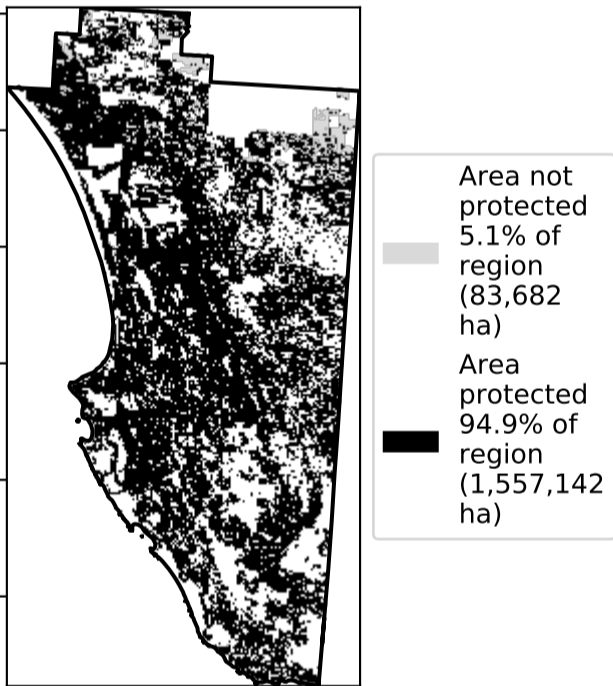 Area not
protected
5.1% of
region
(83,682
ha)
Area
protected
94.9% of
region
(1,557,142
ha)